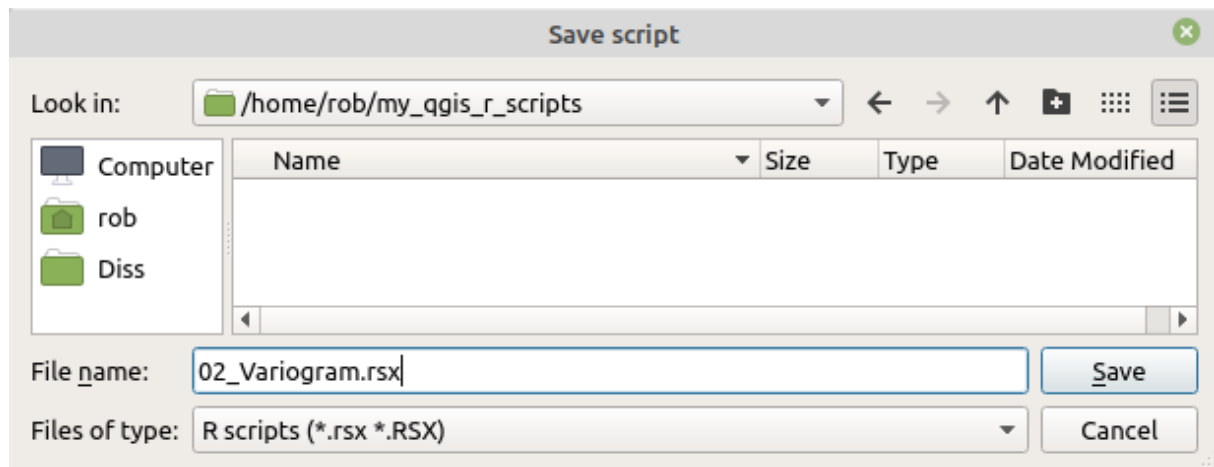 Save script
Look in: /home/rob/my_qgis_r_scripts
Computer Name Size Type Date Modified
rob
Diss
File name: 02_Variogram.rsx Save
Files of type: R scripts (*.rsx *.RSX) Cancel